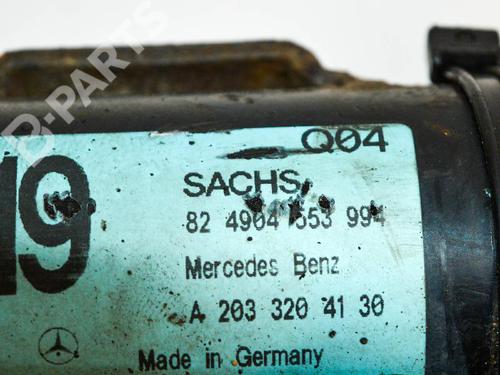 B-PARTS
Q04
19
SACHS
82 4904 553 994
Mercedes Benz
A 203 320 41 30
Made in Germany